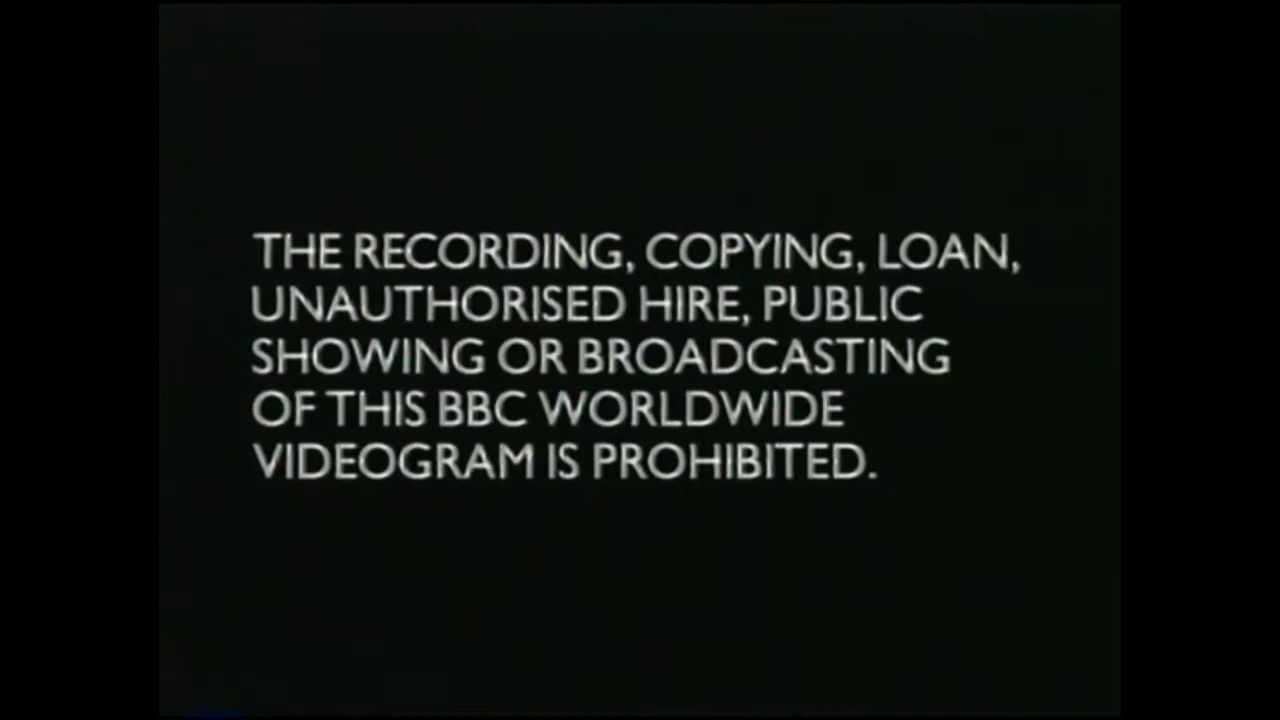 THE RECORDING, COPYING, LOAN,
UNAUTHORISED HIRE, PUBLIC
SHOWING OR BROADCASTING
OF THIS BBC WORLDWIDE
VIDEOGRAM IS PROHIBITED.